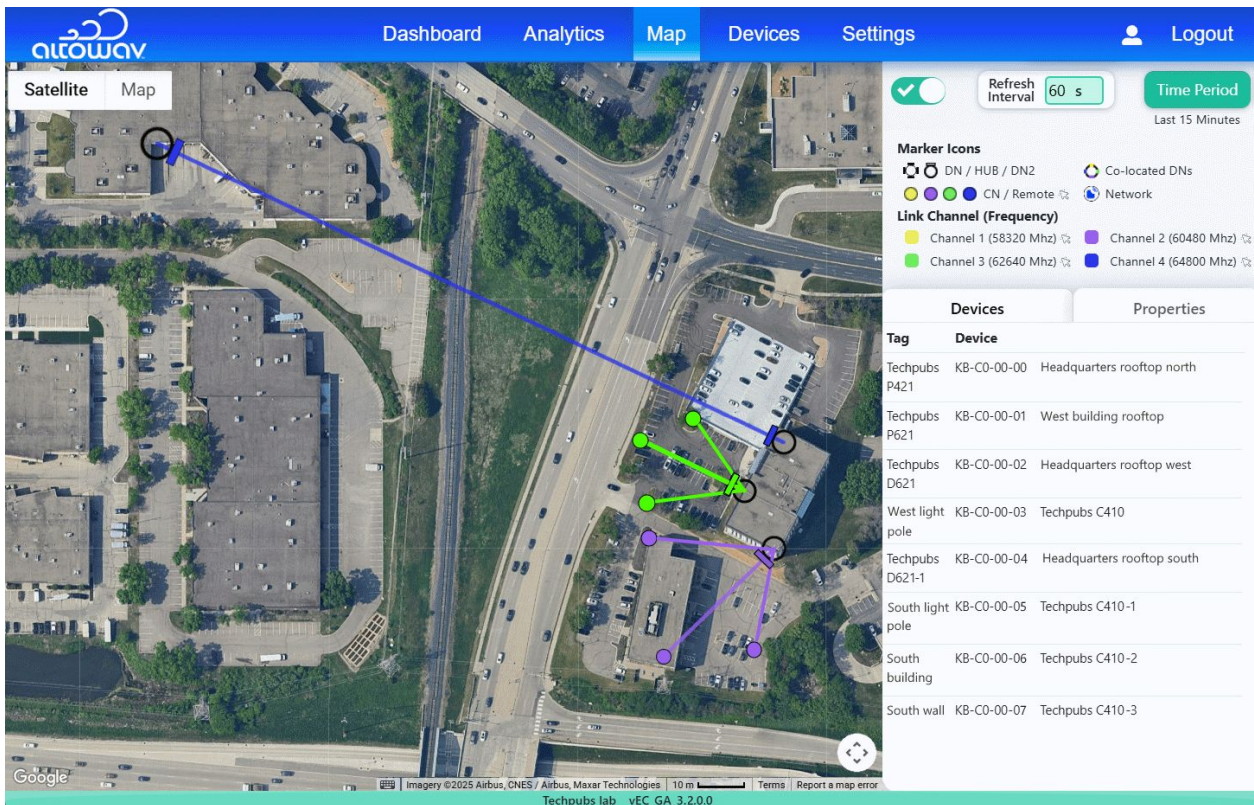 altowav
Dashboard Analytics Map Devices Settings Logout
Satellite Map
Refresh
Interval
60 s
Time Period
Last 15 Minutes
Marker Icons
DN / HUB / DN2
Co-located DNs
CN / Remote
Network
Link Channel (Frequency)
Channel 1 (58320 Mhz)
Channel 2 (60480 Mhz)
Channel 3 (62640 Mhz)
Channel 4 (64800 Mhz)
Devices Properties
Tag Device
Techpubs
P421
KB-C0-00-00 Headquarters rooftop north
Techpubs
P621
KB-C0-00-01 West building rooftop
Techpubs
D621
KB-C0-00-02 Headquarters rooftop west
West light
pole
KB-C0-00-03 Techpubs C410
Techpubs
D621-1
KB-C0-00-04 Headquarters rooftop south
South light
pole
KB-C0-00-05 Techpubs C410-1
South
building
KB-C0-00-06 Techpubs C410-2
South wall KB-C0-00-07 Techpubs C410-3
Google
Imagery ©2025 Airbus, CNES / Airbus, Maxar Technologies 10 m Terms Report a map error
Techpubs lab vEC_GA_3.2.0.0